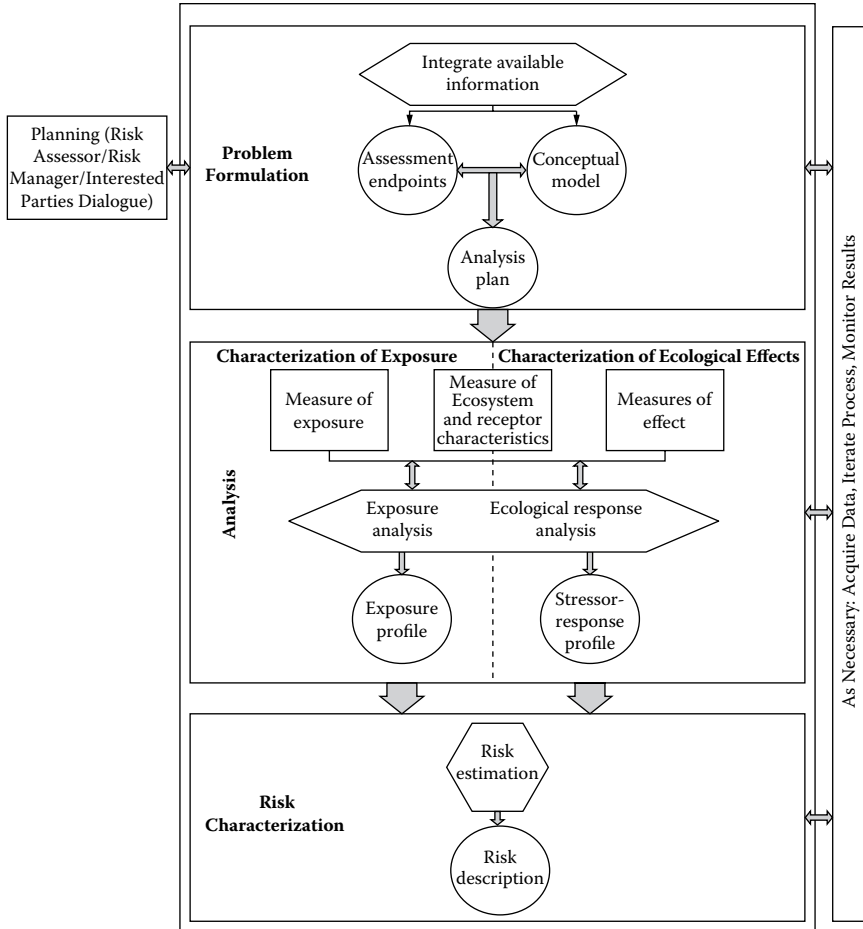 Integrate available
information
Planning (Risk
Assessor/Risk
Manager/Interested
Parties Dialogue)
Problem
Formulation
Assessment
endpoints
Conceptual
model
Analysis
plan
Characterization of Exposure
Characterization of Ecological Effects
Measure of
exposure
Measure of
Ecosystem
and receptor
characteristics
Measures of
effect
Analysis
Exposure
analysis
Ecological response
analysis
Exposure
profile
Stressor-
response
profile
Risk
Characterization
Risk
estimation
Risk
description
As Necessary: Acquire Data, Iterate Process, Monitor Results